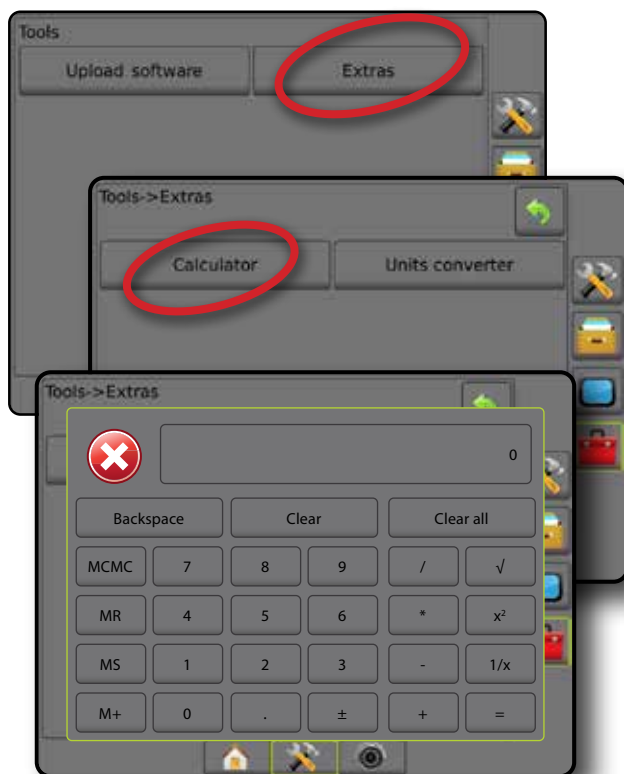 Tools
Upload software Extras
Tools->Extras
Calculator Units converter
Tools->Extras
0
Backspace Clear Clear all
MCMC 7 8 9 / √
MR 4 5 6 * x²
MS 1 2 3 - 1/x
M+ 0 . ± + =